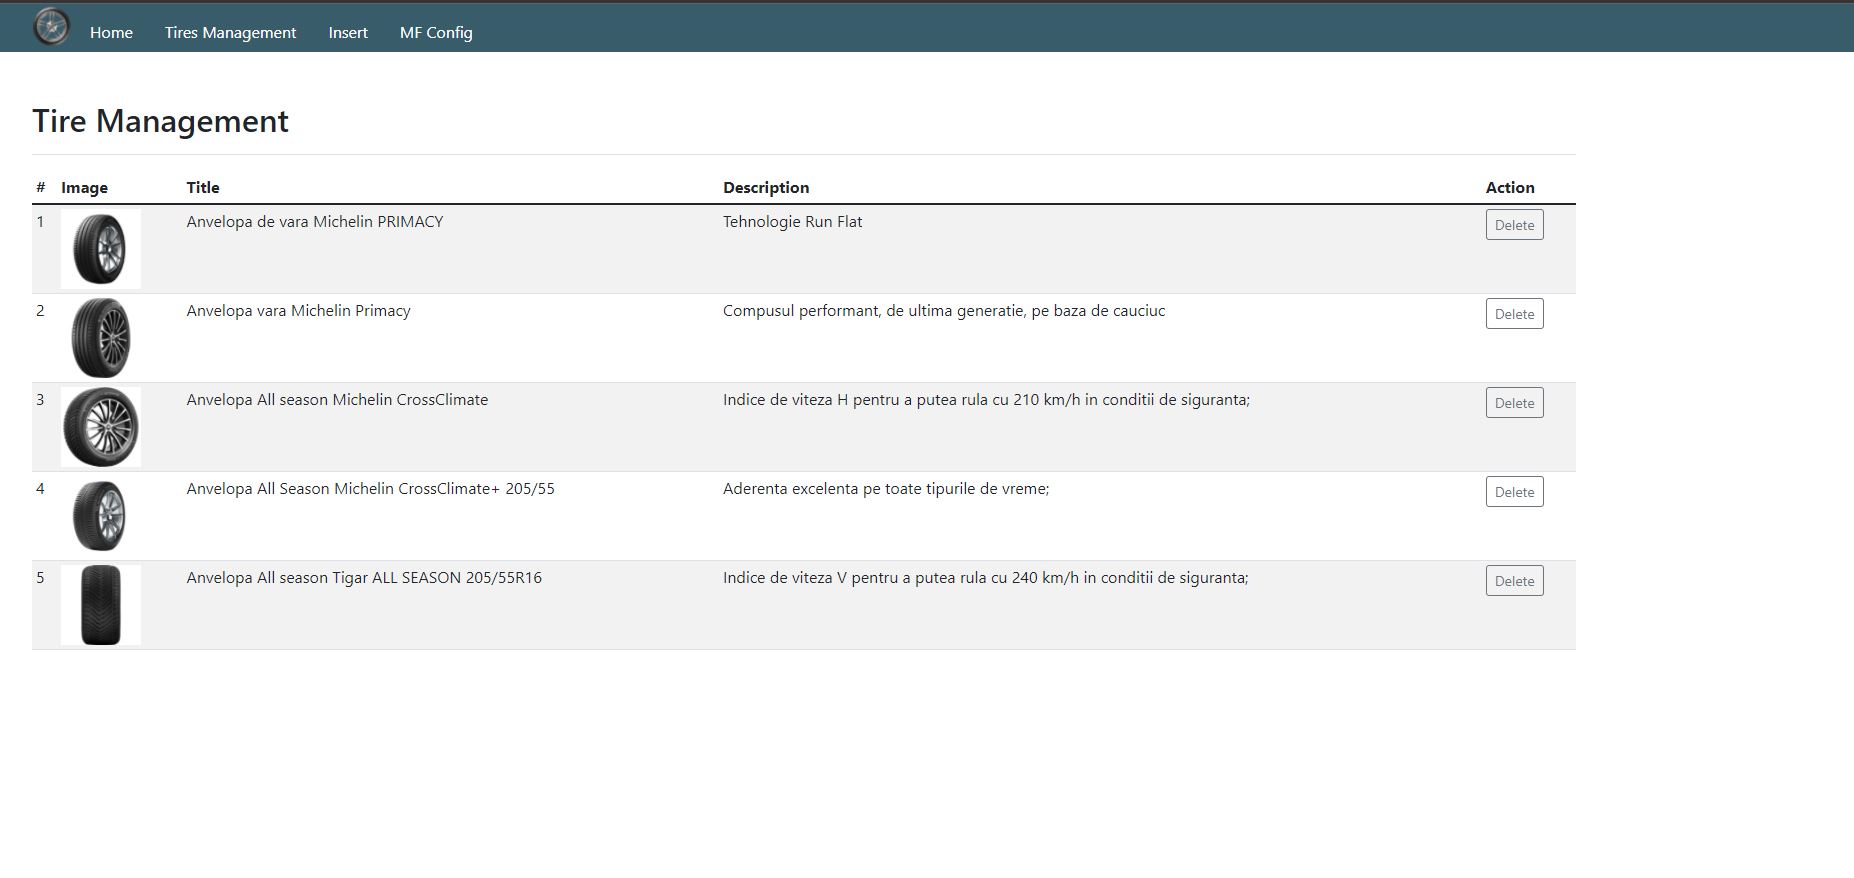 Home Tires Management Insert MF Config
Tire Management
# Image Title Description Action
1 Anvelopa de vara Michelin PRIMACY Tehnologie Run Flat Delete
2 Anvelopa vara Michelin Primacy Compusul performant, de ultima generatie, pe baza de cauciuc Delete
3 Anvelopa All season Michelin CrossClimate Indice de viteza H pentru a putea rula cu 210 km/h in conditii de siguranta; Delete
4 Anvelopa All Season Michelin CrossClimate+ 205/55 Aderenta excelenta pe toate tipurile de vreme; Delete
5 Anvelopa All season Tigar ALL SEASON 205/55R16 Indice de viteza V pentru a putea rula cu 240 km/h in conditii de siguranta; Delete